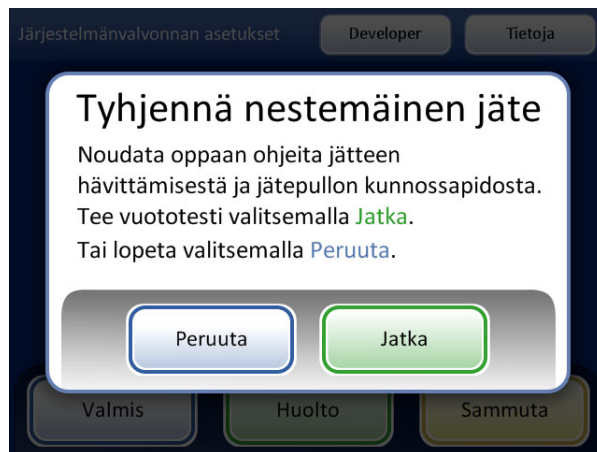 Järjestelmänvalvonnan asetukset
Developer
Tietoja
Tyhjennä nestemäinen jäte
Noudata oppaan ohjeita jätteen
hävittämisestä ja jätepullon kunnossapidosta.
Tee vuototesti valitsemalla Jatka.
Tai lopeta valitsemalla Peruuta.
Peruuta
Jatka
Valmis
Huolto
Sammuta